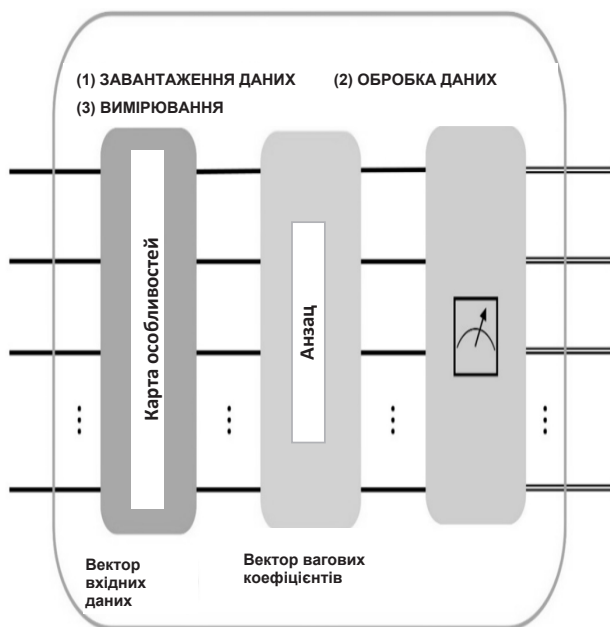 (1) ЗАВАНТАЖЕННЯ ДАНИХ (2) ОБРОБКА ДАНИХ
(3) ВИМІРЮВАННЯ
Карта особливостей
Анзац
Вектор
вхідних
даних
Вектор вагових
коефіцієнтів